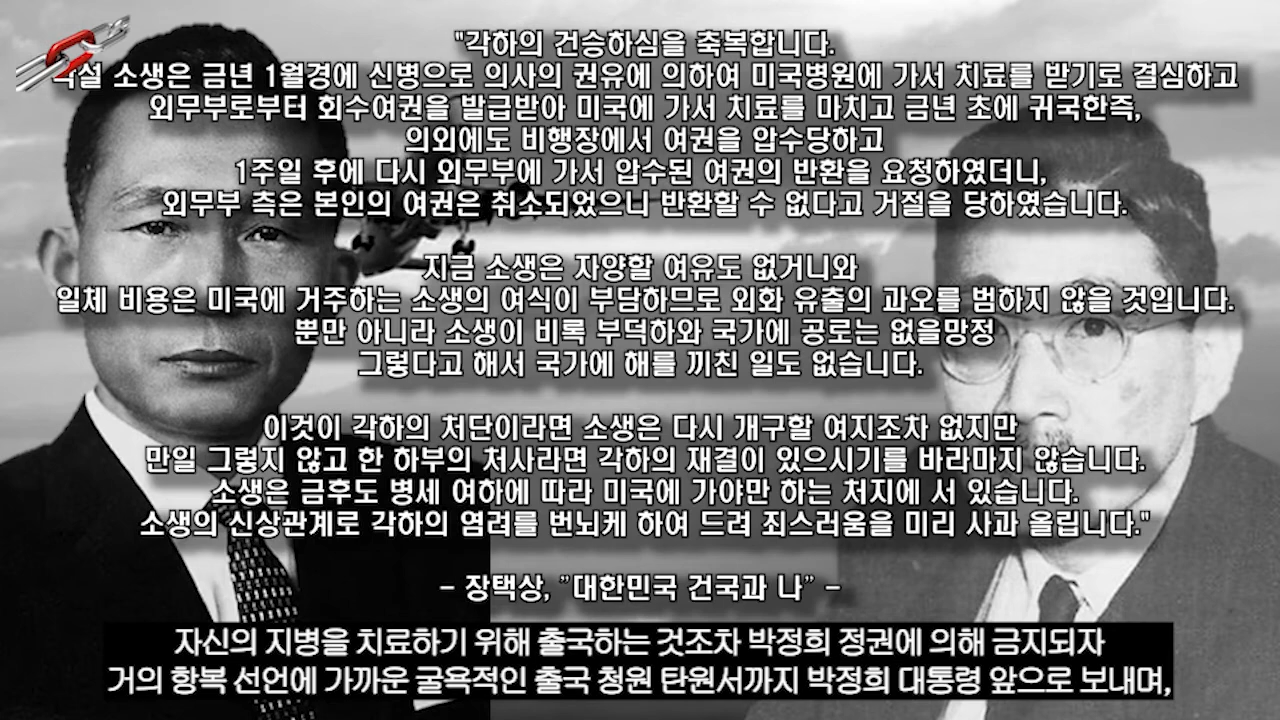 "각하의 건승하심을 축복합니다.
각설 소생은 금년 1월경에 신병으로 의사의 권유에 의하여 미국병원에 가서 치료를 받기로 결심하고
외무부로부터 회수여권을 발급받아 미국에 가서 치료를 마치고 금년 초에 귀국한즉,
의외에도 비행장에서 여권을 압수당하고
1주일 후에 다시 외무부에 가서 압수된 여권의 반환을 요청하였더니,
외무부 측은 본인의 여권은 취소되었으니 반환할 수 없다고 거절을 당하였습니다.
지금 소생은 자양할 여유도 없거니와
일체 비용은 미국에 거주하는 소생의 여식이 부담하므로 외화 유출의 과오를 범하지 않을 것입니다.
뿐만 아니라 소생이 비록 부덕하와 국가에 공로는 없을망정
그렇다고 해서 국가에 해를 끼친 일도 없습니다.
이것이 각하의 처단이라면 소생은 다시 개구할 여지조차 없지만
만일 그렇지 않고 한 하부의 처사라면 각하의 재결이 있으시기를 바라마지 않습니다.
소생은 금후도 병세 여하에 따라 미국에 가야만 하는 처지에 서 있습니다.
소생의 신상관계로 각하의 염려를 번뇌케 하여 드려 죄스러움을 미리 사과 올립니다."
- 장택상, "대한민국 건국과 나" -
자신의 지병을 치료하기 위해 출국하는 것조차 박정희 정권에 의해 금지되자
거의 항복 선언에 가까운 굴욕적인 출국 청원 탄원서까지 박정희 대통령 앞으로 보내며,